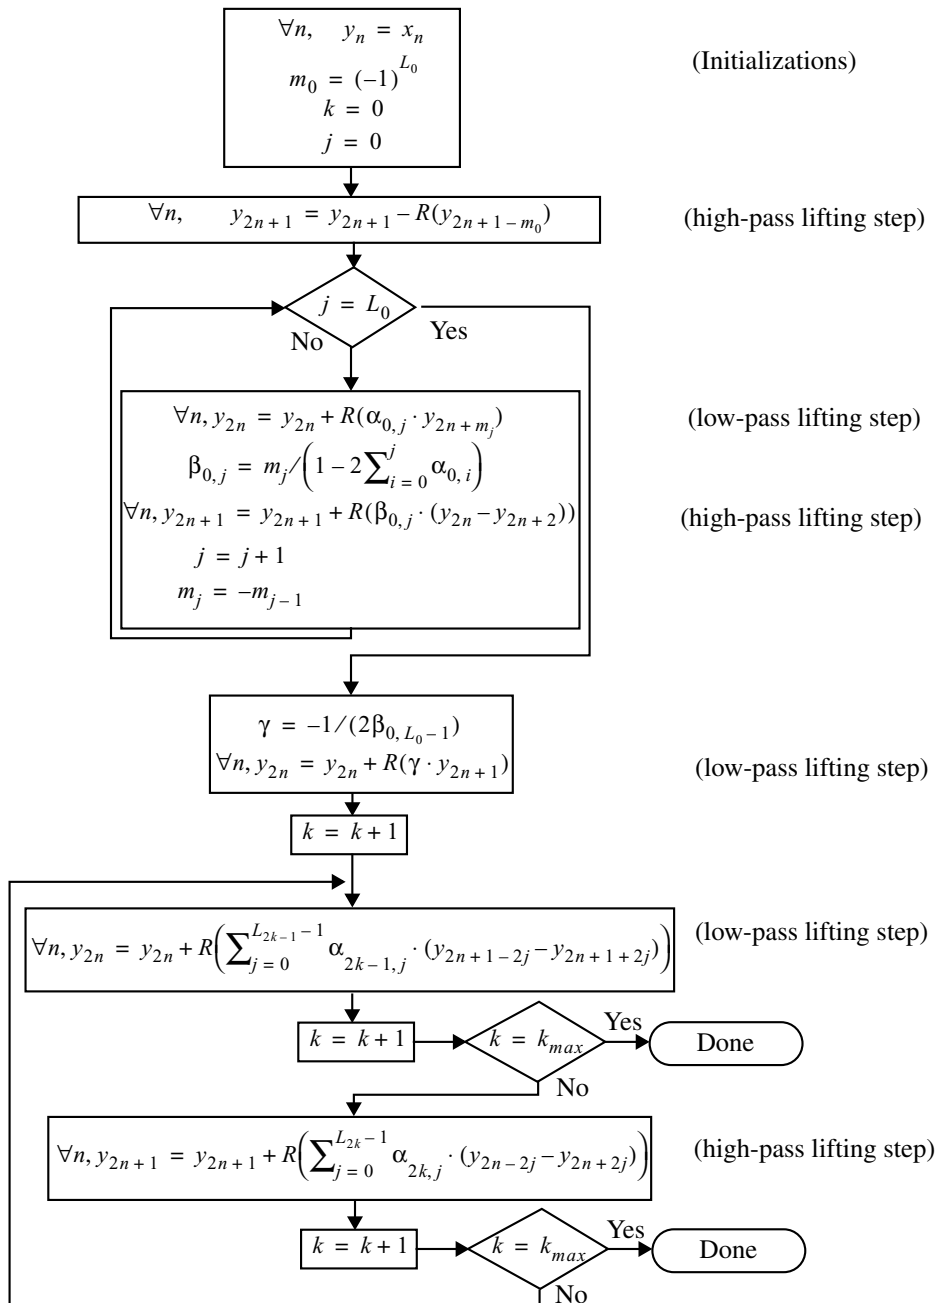 ∀n, y_n = x_n
(Initializations)
m_0 = (−1)^{L_0}
k = 0
j = 0
∀n, y_{2n+1} = y_{2n+1} − R(y_{2n+1−m_0})
(high-pass lifting step)
j = L_0
No
Yes
∀n, y_{2n} = y_{2n} + R(α_{0,j} · y_{2n+m_j})
(low-pass lifting step)
β_{0,j} = m_j/(1 − 2∑_{i=0}^{j} α_{0,i})
∀n, y_{2n+1} = y_{2n+1} + R(β_{0,j} · (y_{2n} − y_{2n+2}))
(high-pass lifting step)
j = j + 1
m_j = −m_{j−1}
γ = −1/(2β_{0,L_0−1})
∀n, y_{2n} = y_{2n} + R(γ · y_{2n+1})
(low-pass lifting step)
k = k + 1
∀n, y_{2n} = y_{2n} + R(∑_{j=0}^{L_{2k−1}−1} α_{2k−1,j} · (y_{2n+1−2j} − y_{2n+1+2j}))
(low-pass lifting step)
k = k + 1
k = k_{max}
Yes
Done
No
∀n, y_{2n+1} = y_{2n+1} + R(∑_{j=0}^{L_{2k}−1} α_{2k,j} · (y_{2n−2j} − y_{2n+2j}))
(high-pass lifting step)
k = k + 1
k = k_{max}
Yes
Done
No